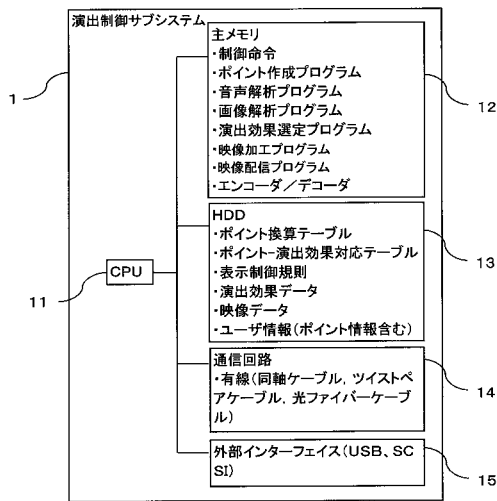 演出制御サブシステム
1
主メモリ
・制御命令
・ポイント作成プログラム
・音声解析プログラム
・画像解析プログラム
・演出効果選定プログラム
・映像加工プログラム
・映像配信プログラム
・エンコーダ／デコーダ
12
HDD
・ポイント換算テーブル
・ポイント-演出効果対応テーブル
・表示制御規則
・演出効果データ
・映像データ
・ユーザ情報（ポイント情報含む）
13
CPU
11
通信回路
・有線（同軸ケーブル，ツイストペ
アケーブル，光ファイバーケーブ
ル）
14
外部インターフェイス（USB、SC
SI）
15